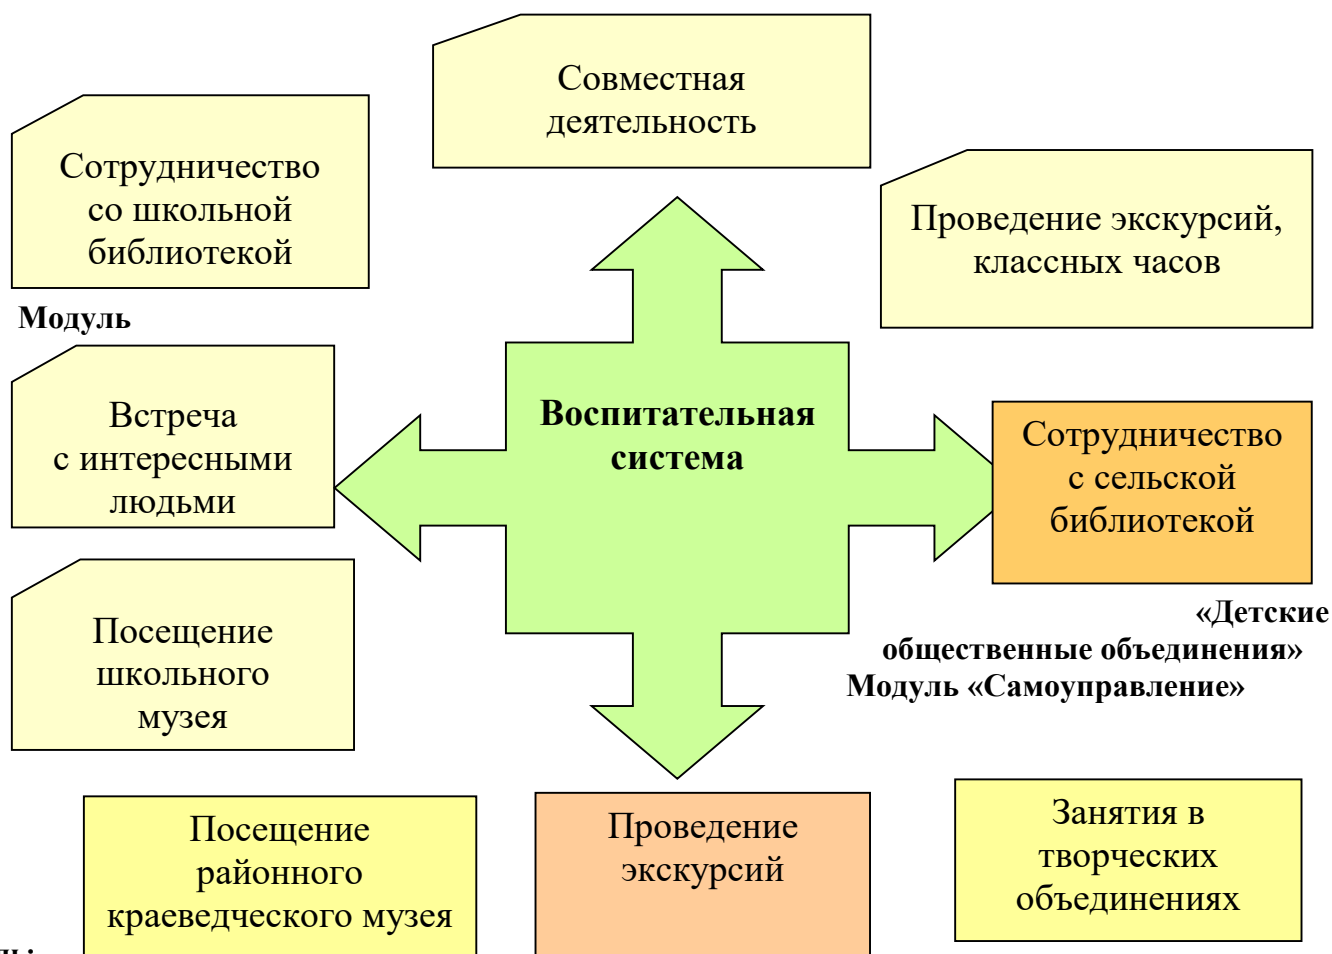 Совместная
деятельность
Сотрудничество
со школьной
библиотекой
Проведение экскурсий,
классных часов
Модуль
Встреча
с интересными
людьми
Воспитательная
система
Сотрудничество
с сельской
библиотекой
Посещение
школьного
музея
«Детские
общественные объединения»
Модуль «Самоуправление»
Посещение
районного
краеведческого музея
Проведение
экскурсий
Занятия в
творческих
объединениях